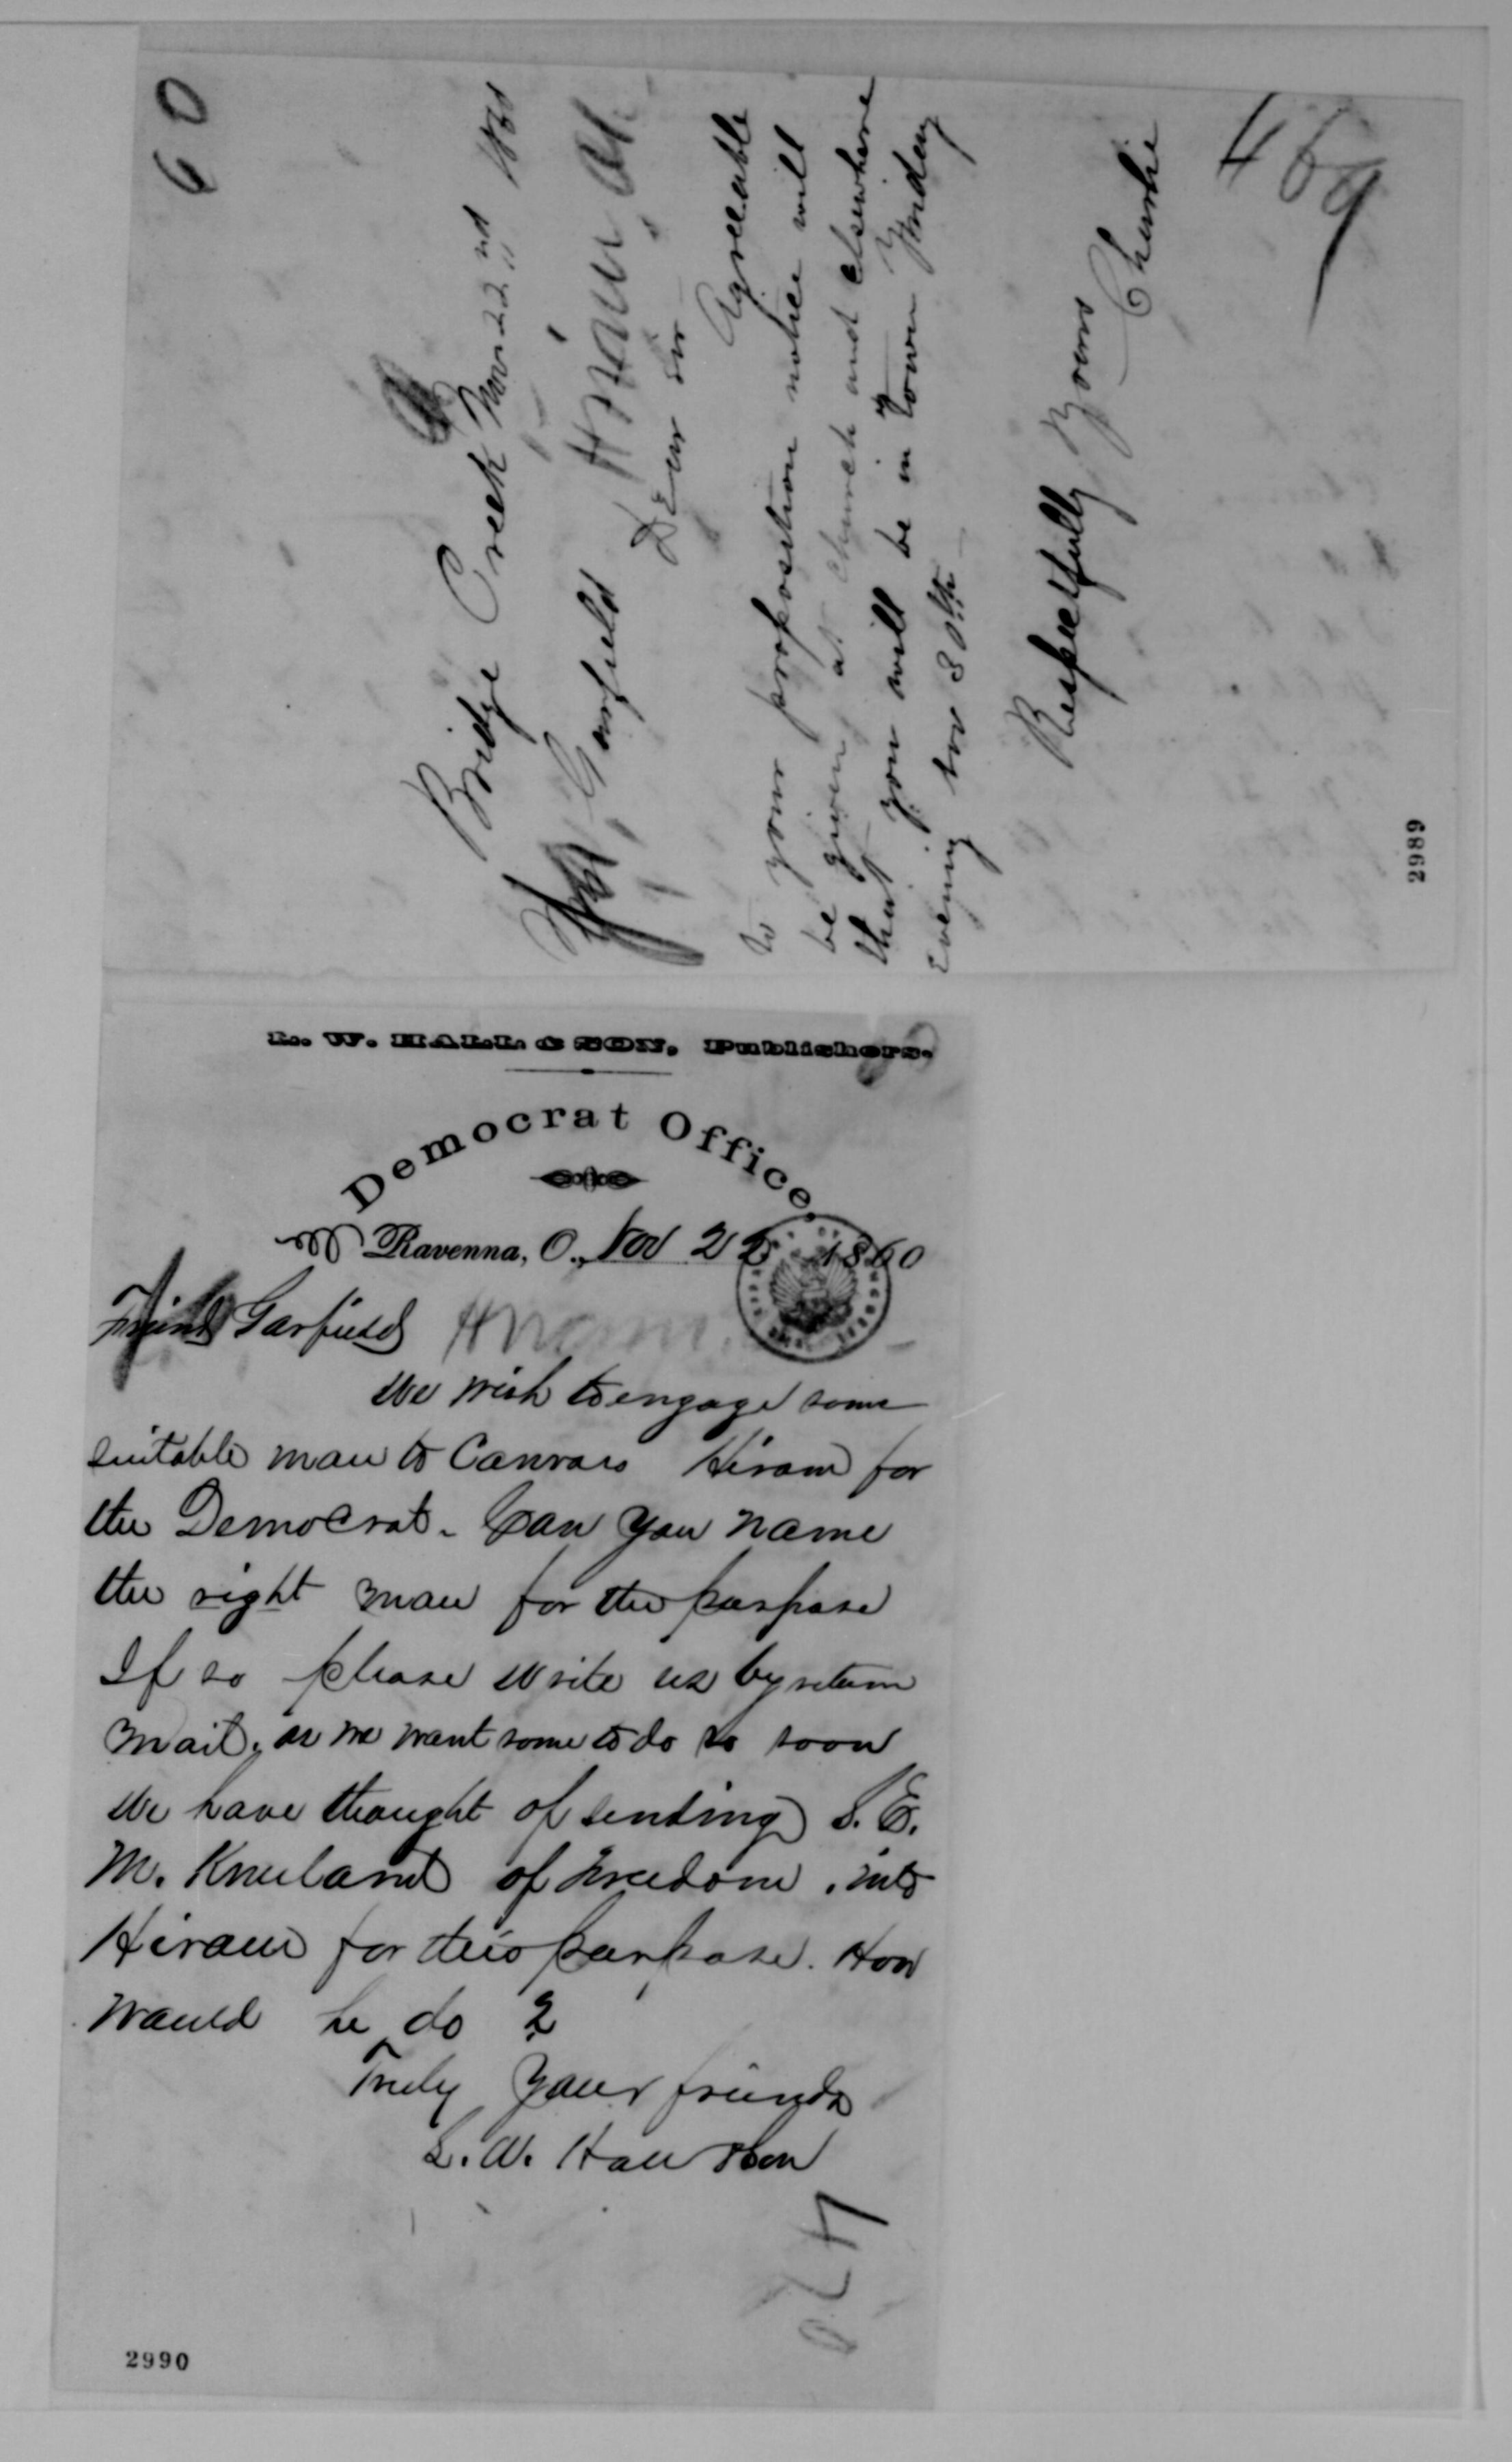 60
Bridge Creek Nov 22nd 1860
Garfield Hiram, O.
Dear Sir
Agreeable
to your proposition notice will
be given at church and elsewhere
that you will be in town Friday
evening Nov 30th
Respectfully Yours
469
2989
L. W. HALL & SON, Publishers.
Democrat Office,
Ravenna, O., Nov 22 1860
Friend Garfield Hiram
We wish to engage some
suitable man to Canvass Hiram for
the Democrat. Can you name
the right man for the purpose
If so please write us by return
mail, as we want some to do so soon
We have thought of sending S. E.
M. Kneeland of Freedom, into
Hiram for this purpose. How
would he do ?
Truly your friends
L. W. Hall & Son
470
2990